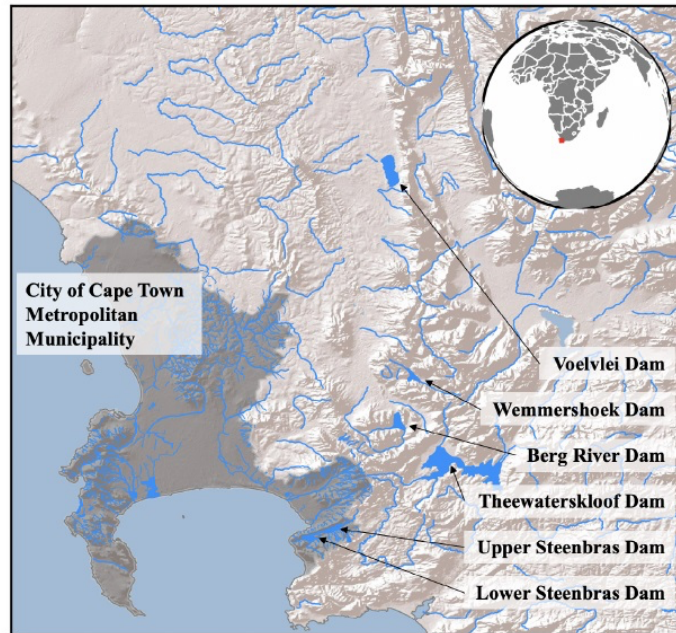 City of Cape Town
Metropolitan
Municipality
Voelvlei Dam
Wemmershoek Dam
Berg River Dam
Theewaterskloof Dam
Upper Steenbras Dam
Lower Steenbras Dam